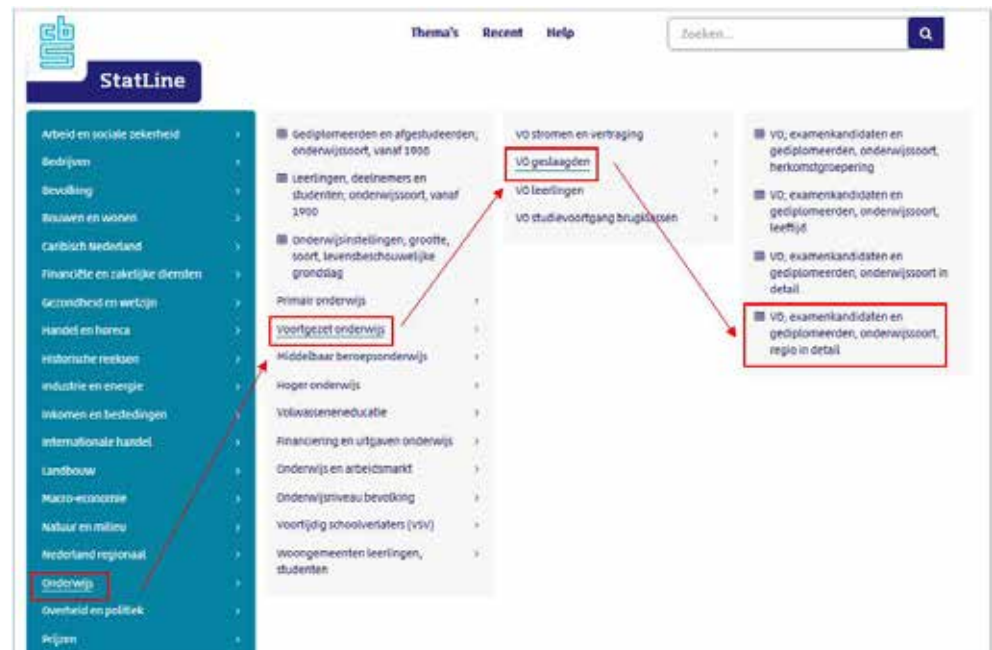 cbs
Thema's Recent Help
Zoeken...
StatLine
Arbeid en sociale zekerheid
Bedrijven
Bevolking
Bouwen en wonen
Caribisch Nederland
Financiële en zakelijke diensten
Gezondheid en welzijn
Handel en horeca
Historische reeksen
Industrie en energie
Inkomen en bestedingen
Internationale handel
Landbouw
Macro-economie
Natuur en milieu
Nederland regionaal
Onderwijs
Overheid en politiek
Prijzen
Gediplomeerden en afgestudeerden;
onderwijssoort, vanaf 1900
Leerlingen, deelnemers en
studenten; onderwijssoort, vanaf
1900
Onderwijsinstellingen, grootte,
soort, levensbeschouwelijke
grondslag
Primair onderwijs
Voortgezet onderwijs
Middelbaar beroepsonderwijs
Hoger onderwijs
Volwasseneneducatie
Financiering en uitgaven onderwijs
Onderwijs en arbeidsmarkt
Onderwijsniveau bevolking
Voortijdig schoolverlaters (VSV)
Woongemeenten leerlingen,
studenten
VO stromen en vertraging
VO geslaagden
VO leerlingen
VO studievoortgang brugklassen
VO; examenkandidaten en
gediplomeerden, onderwijssoort,
herkomstgroepering
VO; examenkandidaten en
gediplomeerden, onderwijssoort,
leeftijd
VO; examenkandidaten en
gediplomeerden, onderwijssoort in
detail
VO; examenkandidaten en
gediplomeerden, onderwijssoort,
regio in detail